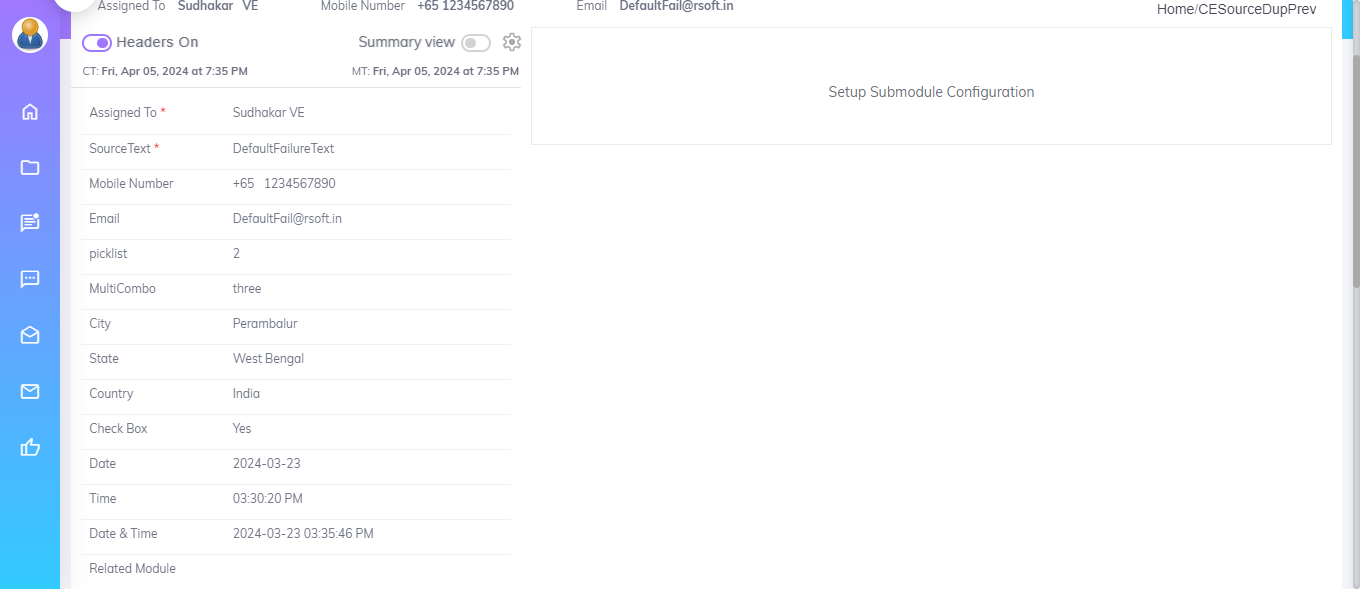 Assigned To Sudhakar VE Mobile Number +65 1234567890 Email DefaultFail@rsoft.in Home/CESourceDupPrev
Headers On Summary view
CT: Fri, Apr 05, 2024 at 7:35 PM MT: Fri, Apr 05, 2024 at 7:35 PM
Assigned To * Sudhakar VE
SourceText * DefaultFailureText
Mobile Number +65 1234567890
Email DefaultFail@rsoft.in
picklist 2
MultiCombo three
City Perambalur
State West Bengal
Country India
Check Box Yes
Date 2024-03-23
Time 03:30:20 PM
Date & Time 2024-03-23 03:35:46 PM
Related Module
Setup Submodule Configuration